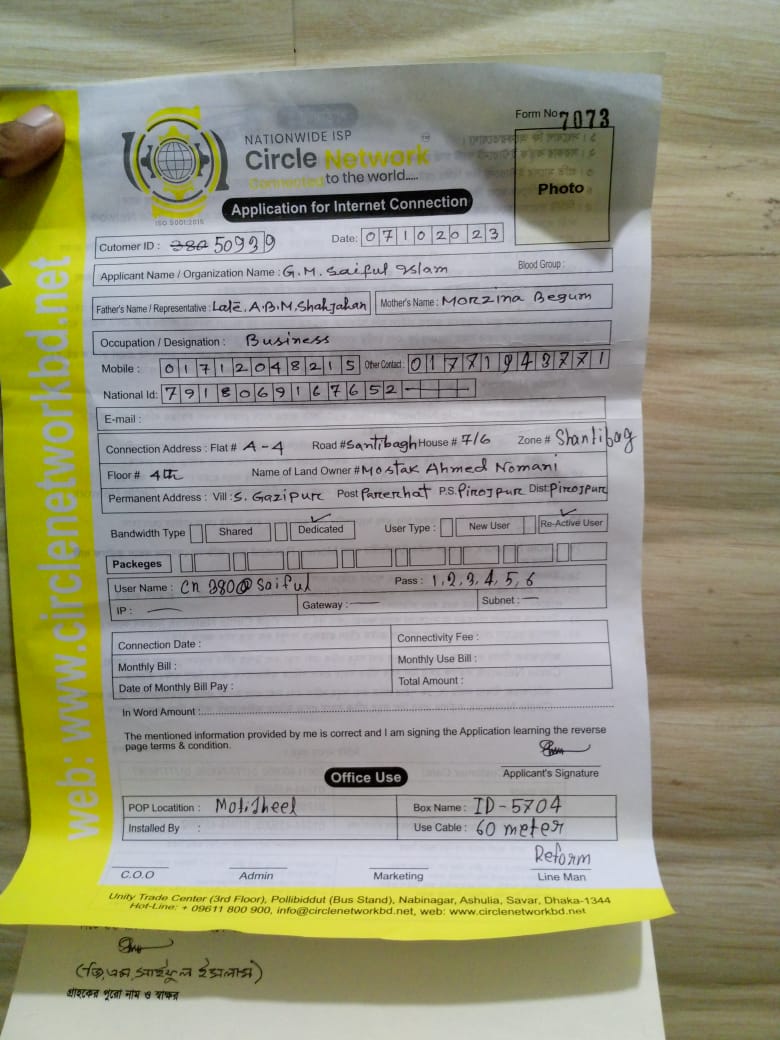 Form No 7073
NATIONWIDE ISP
Circle Network TM
Connected to the world.....
ISO 9001:2015
Photo
Application for Internet Connection
Cutomer ID : 380 50939 Date: 07102023
Applicant Name / Organization Name : G.M. Saiful Islam Blood Group :
Father's Name / Representative : Late, A.B.M. Shahjahan Mother's Name : Morzina Begum
Occupation / Designation : Business
Mobile : 01712048215 Other Contact : 01771943771
National Id: 7918069167652
E-mail :
Connection Address : Flat # A-4 Road # Santibagh House # 7/6 Zone # Shantibag
Floor # 4th Name of Land Owner # Mostak Ahmed Nomani
Permanent Address : Vill : S. Gazipur Post Parerhat P.S. Pirojpur Dist: Pirojpur
Bandwidth Type Shared Dedicated ✓ User Type : New User Re-Active User ✓
Packeges
User Name : cn 380@Saiful Pass : 1,2,3,4,5,6
IP : — Gateway : — Subnet : —
Connection Date : Connectivity Fee :
Monthly Bill : Monthly Use Bill :
Date of Monthly Bill Pay : Total Amount :
In Word Amount :
The mentioned information provided by me is correct and I am signing the Application learning the reverse
page terms & condition.
Applicant's Signature
Office Use
POP Locatition : Motijheel Box Name : ID-5704
Installed By : Use Cable : 60 meter
Reform
C.O.O Admin Marketing Line Man
Unity Trade Center (3rd Floor), Pollibiddut (Bus Stand), Nabinagar, Ashulia, Savar, Dhaka-1344
Hot-Line: + 09611 800 900, info@circlenetworkbd.net, web: www.circlenetworkbd.net
web: www.circlenetworkbd.net
(জি,এম,সাইফুল ইসলাম)
গ্রাহকের পুরো নাম ও স্বাক্ষর